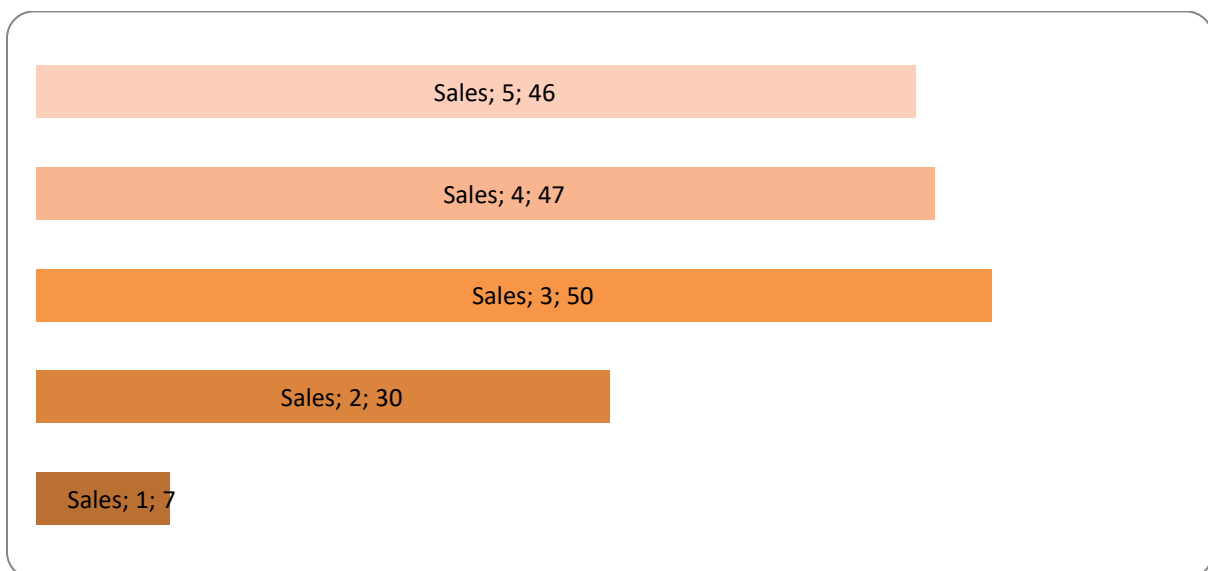 Sales; 5; 46
Sales; 4; 47
Sales; 3; 50
Sales; 2; 30
Sales; 1; 7